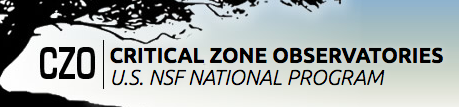 CZO
CRITICAL ZONE OBSERVATORIES
U.S. NSF NATIONAL PROGRAM